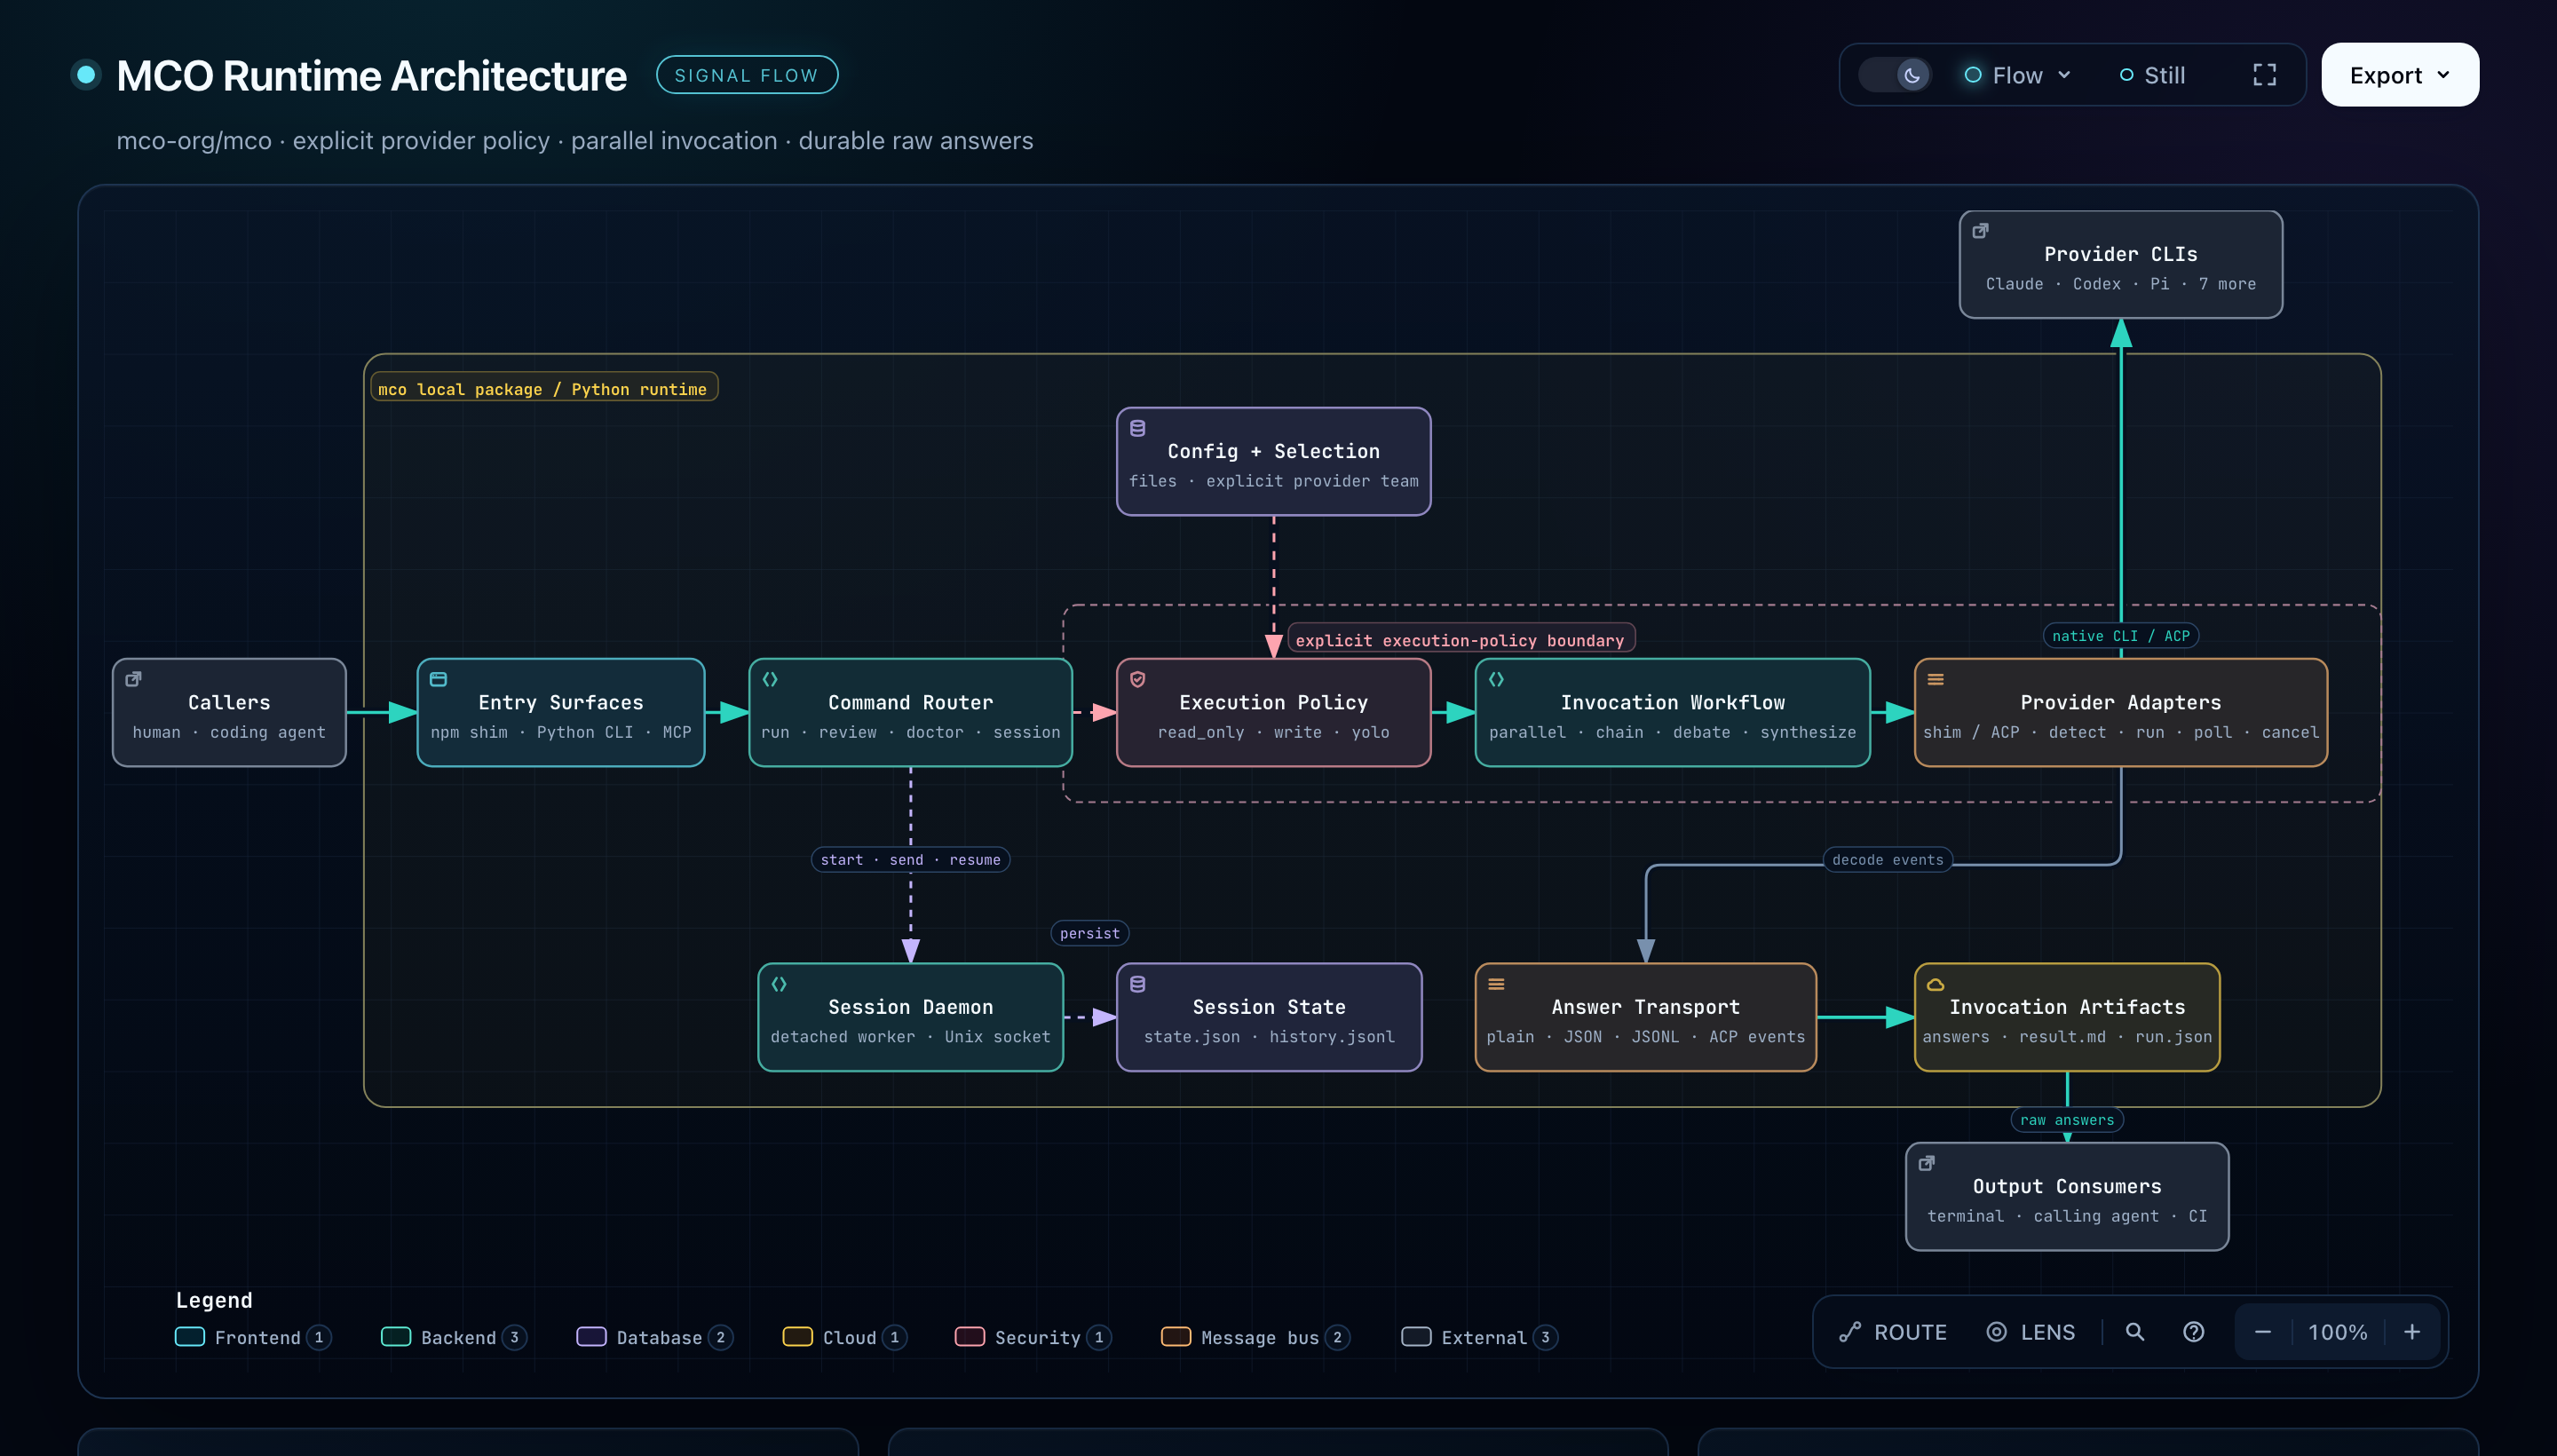 MCO Runtime Architecture
SIGNAL FLOW
Flow
Still
Export
mco-org/mco · explicit provider policy · parallel invocation · durable raw answers
Provider CLIs
Claude · Codex · Pi · 7 more
mco local package / Python runtime
Config + Selection
files · explicit provider team
explicit execution-policy boundary
native CLI / ACP
Callers
human · coding agent
Entry Surfaces
npm shim · Python CLI · MCP
Command Router
run · review · doctor · session
Execution Policy
read_only · write · yolo
Invocation Workflow
parallel · chain · debate · synthesize
Provider Adapters
shim / ACP · detect · run · poll · cancel
start · send · resume
decode events
persist
Session Daemon
detached worker · Unix socket
Session State
state.json · history.jsonl
Answer Transport
plain · JSON · JSONL · ACP events
Invocation Artifacts
answers · result.md · run.json
raw answers
Output Consumers
terminal · calling agent · CI
Legend
Frontend 1
Backend 3
Database 2
Cloud 1
Security 1
Message bus 2
External 3
ROUTE
LENS
100%